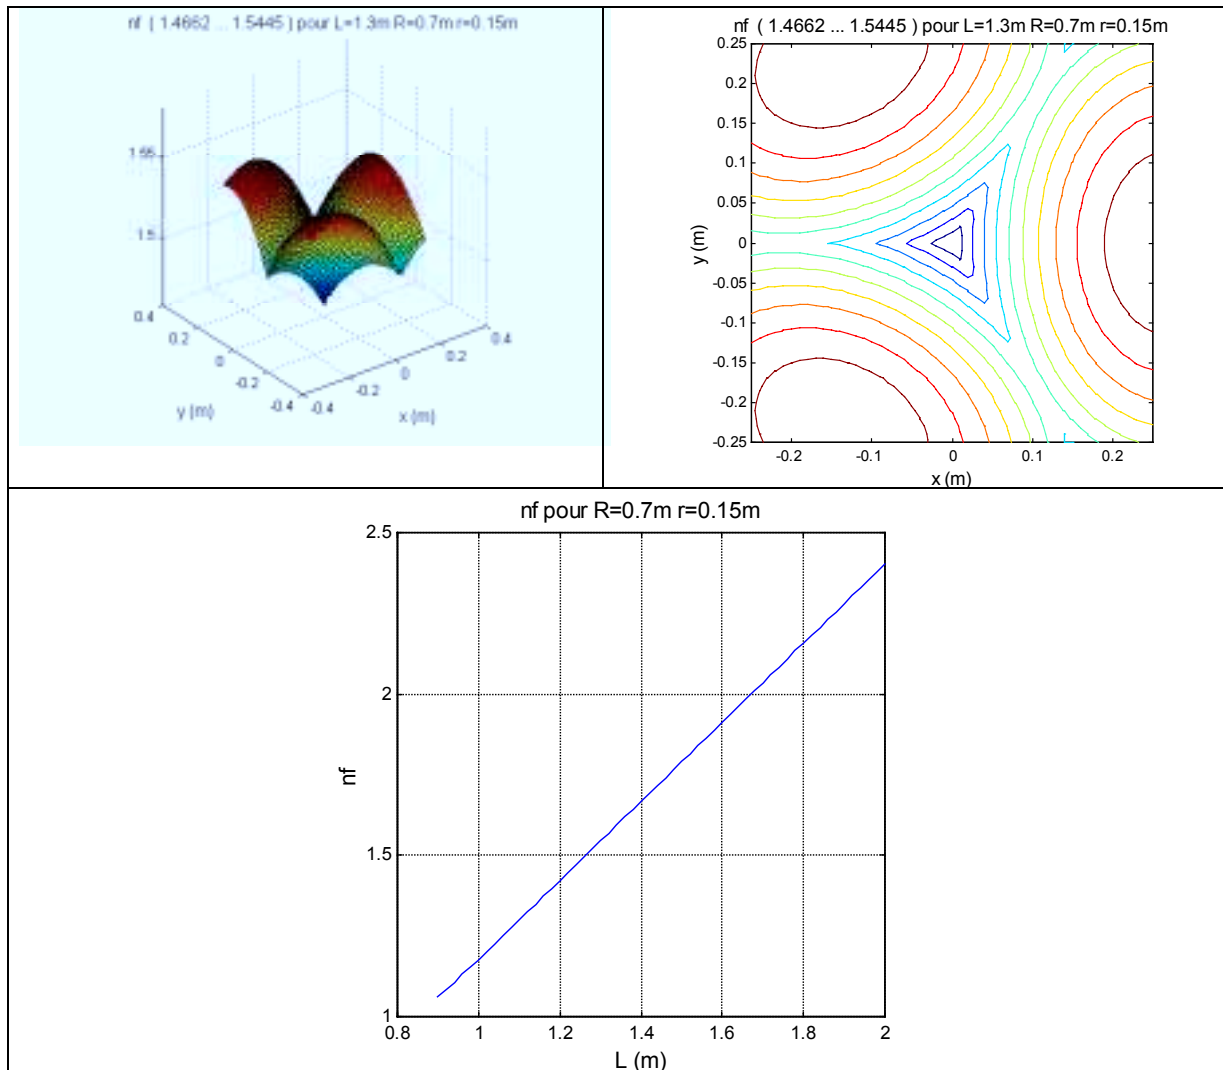 nf ( 1.4662 ... 1.5445 ) pour L=1.3m R=0.7m r=0.15m
1.55
1.5
0.4
0.2
0
-0.2
-0.4
y (m)
-0.4
-0.2
0
0.2
0.4
x (m)
nf ( 1.4662 ... 1.5445 ) pour L=1.3m R=0.7m r=0.15m
0.25
0.2
0.15
0.1
0.05
0
-0.05
-0.1
-0.15
-0.2
-0.25
y (m)
-0.2 -0.1 0 0.1 0.2
x (m)
nf pour R=0.7m r=0.15m
2.5
2
1.5
1
nf
0.8 1 1.2 1.4 1.6 1.8 2
L (m)